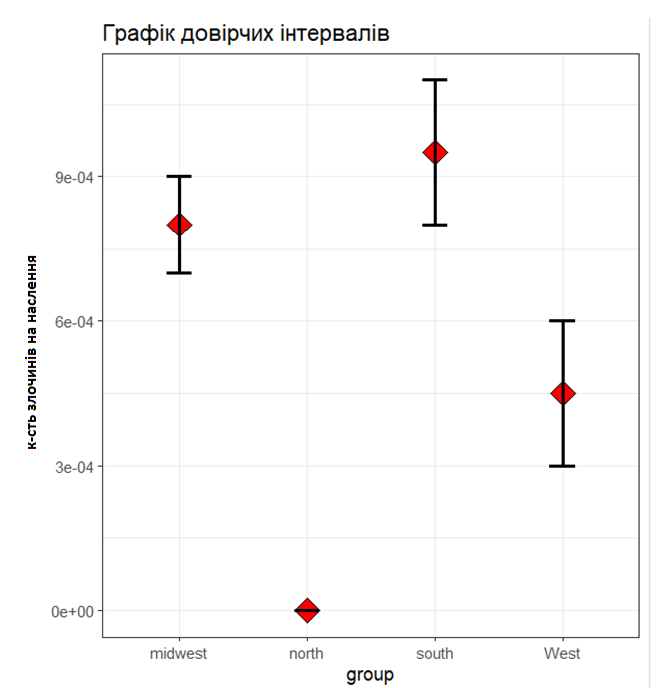 Графік довірчих інтервалів
к-сть злочинів на наслення
9e-04
6e-04
3e-04
0e+00
midwest north south West
group